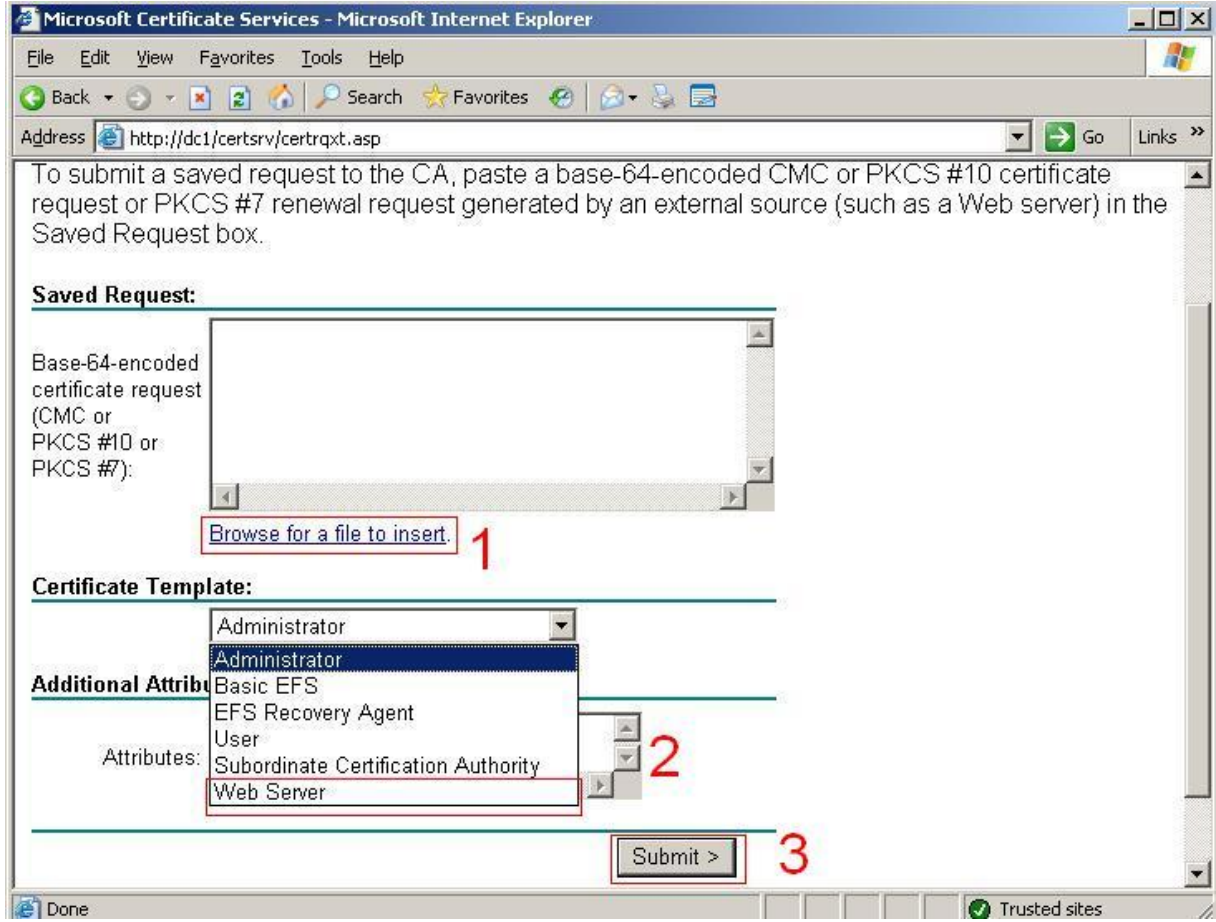 Microsoft Certificate Services - Microsoft Internet Explorer
File Edit View Favorites Tools Help
Back Search Favorites
Address http://dc1/certsrv/certrqxt.asp Go Links »
To submit a saved request to the CA, paste a base-64-encoded CMC or PKCS #10 certificate
request or PKCS #7 renewal request generated by an external source (such as a Web server) in the
Saved Request box.
Saved Request:
Base-64-encoded
certificate request
(CMC or
PKCS #10 or
PKCS #7):
Browse for a file to insert. 1
Certificate Template:
Administrator
Administrator
Additional Attribu Basic EFS
EFS Recovery Agent
User
Attributes: Subordinate Certification Authority 2
Web Server
Submit > 3
Done Trusted sites